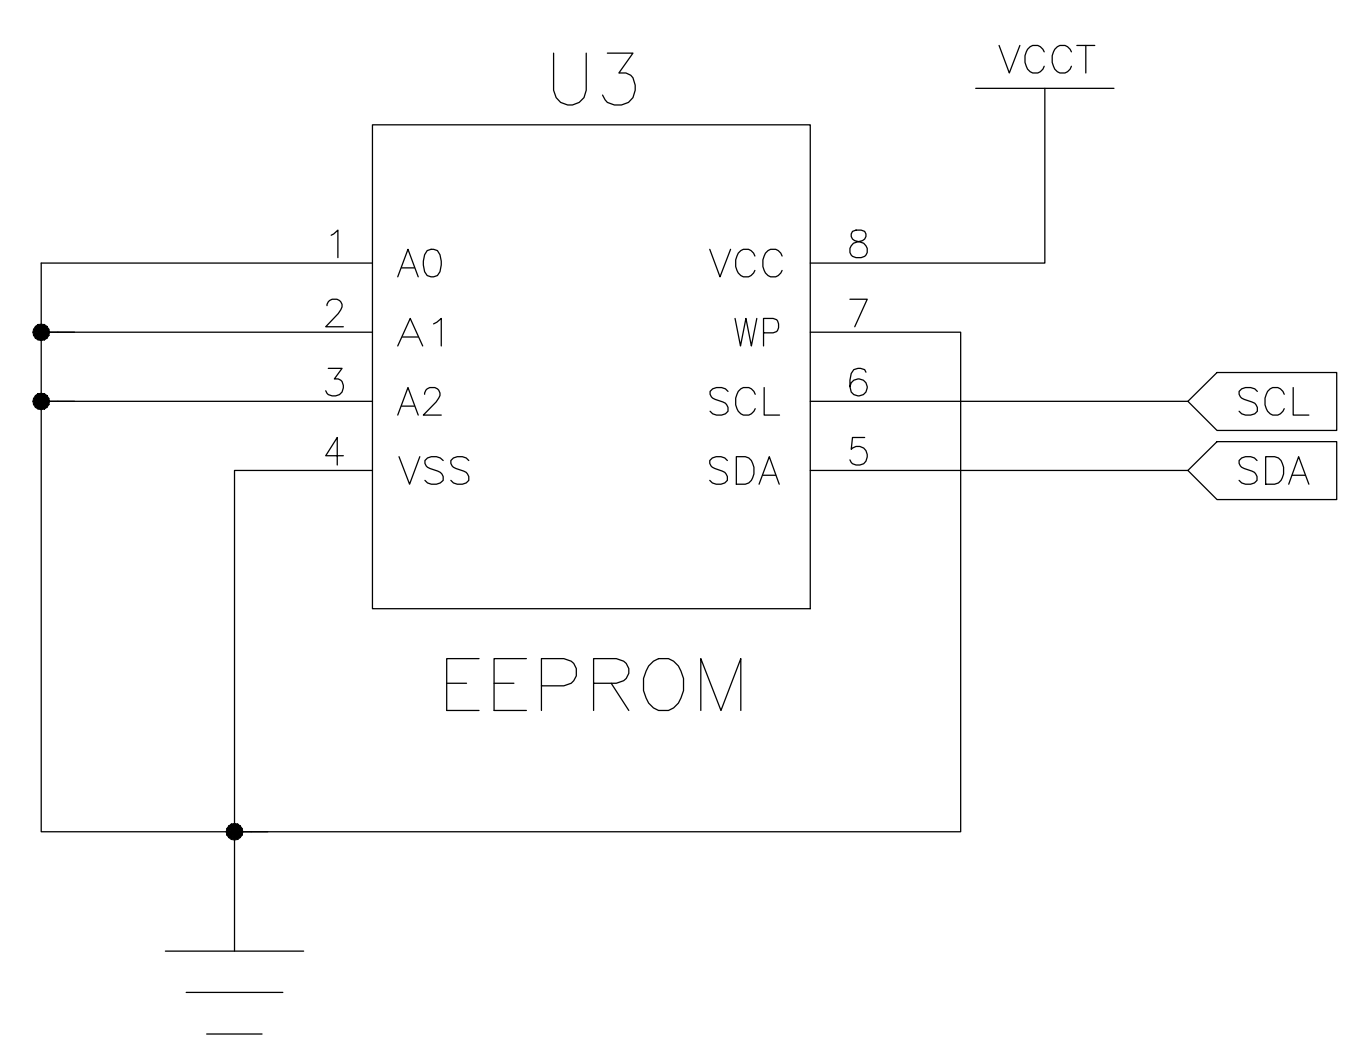 U3
VCCT
1 A0 VCC 8
2 A1 WP 7
3 A2 SCL 6 SCL
4 VSS SDA 5 SDA
EEPROM